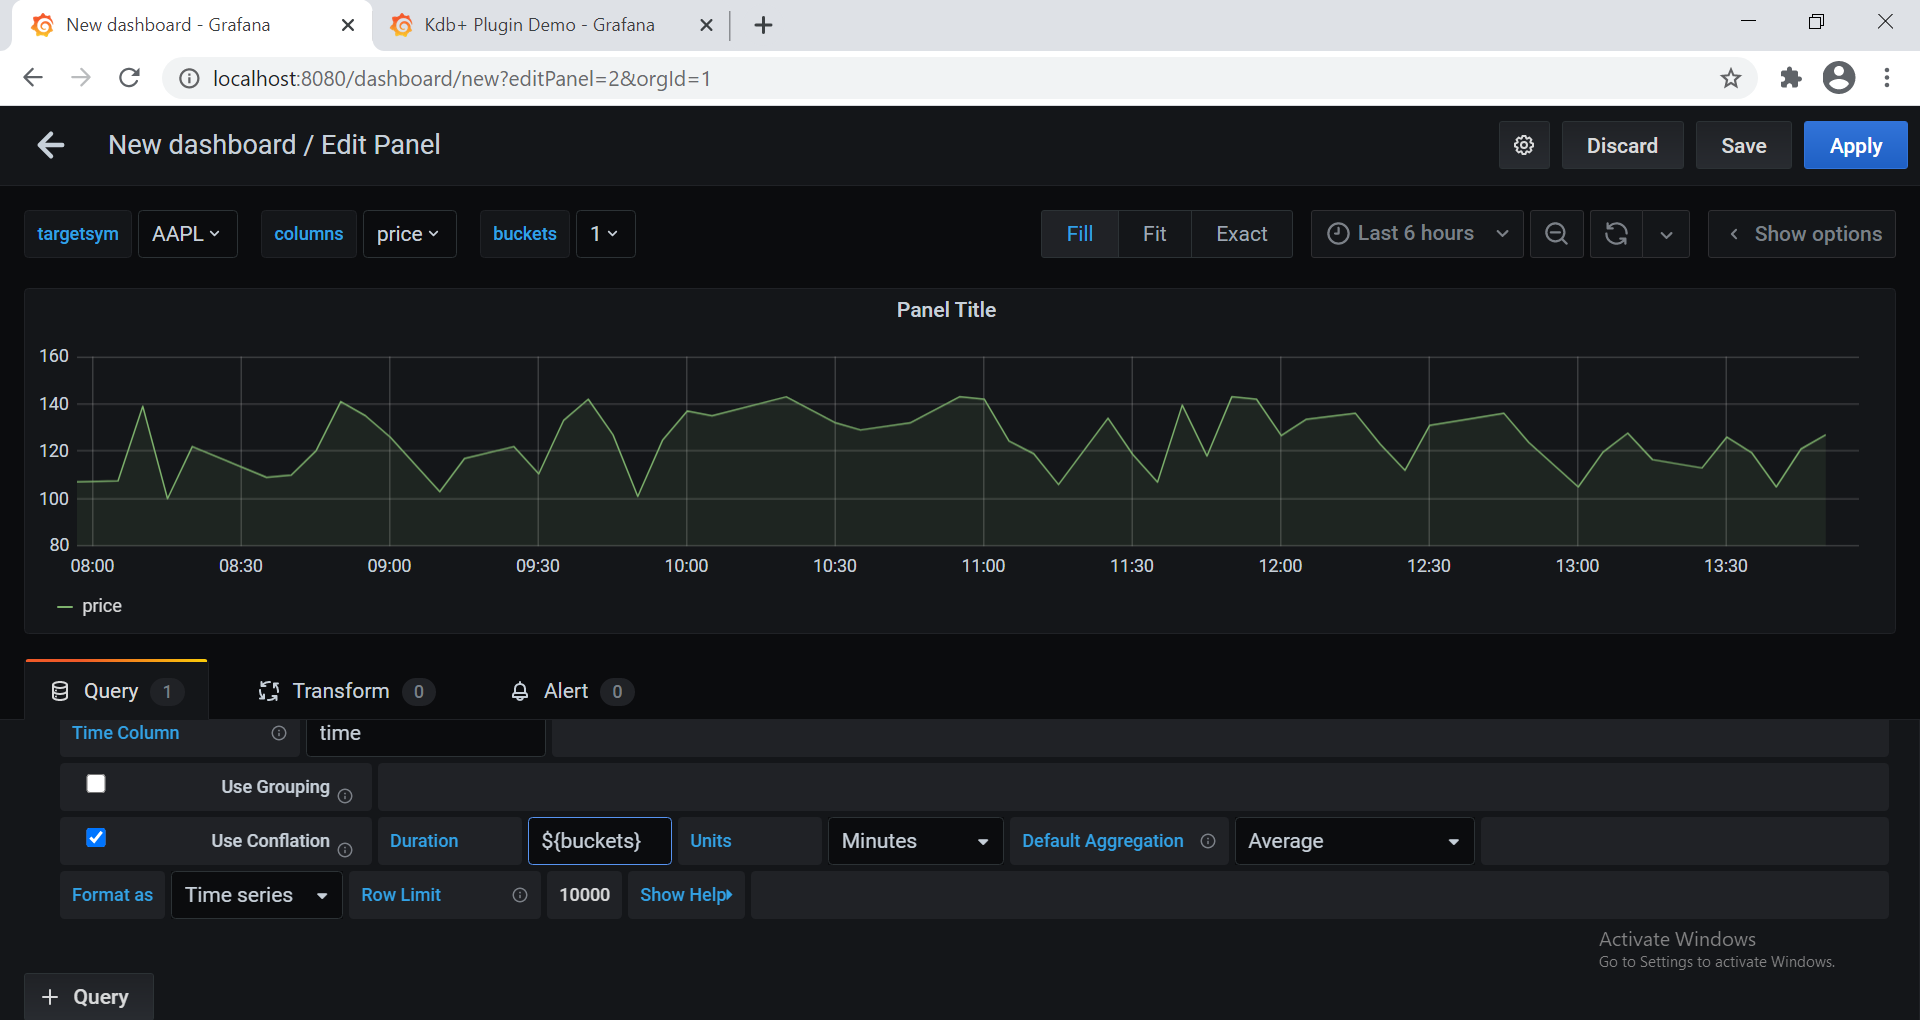 New dashboard - Grafana
Kdb+ Plugin Demo - Grafana
localhost:8080/dashboard/new?editPanel=2&orgId=1
New dashboard / Edit Panel
Discard
Save
Apply
targetsym AAPL columns price buckets 1
Fill Fit Exact
Last 6 hours
Show options
Panel Title
160
140
120
100
80
08:00 08:30 09:00 09:30 10:00 10:30 11:00 11:30 12:00 12:30 13:00 13:30
price
Query 1
Transform 0
Alert 0
Time Column time
Use Grouping
Use Conflation Duration ${buckets} Units Minutes Default Aggregation Average
Format as Time series Row Limit 10000 Show Help
Activate Windows
Go to Settings to activate Windows.
+ Query